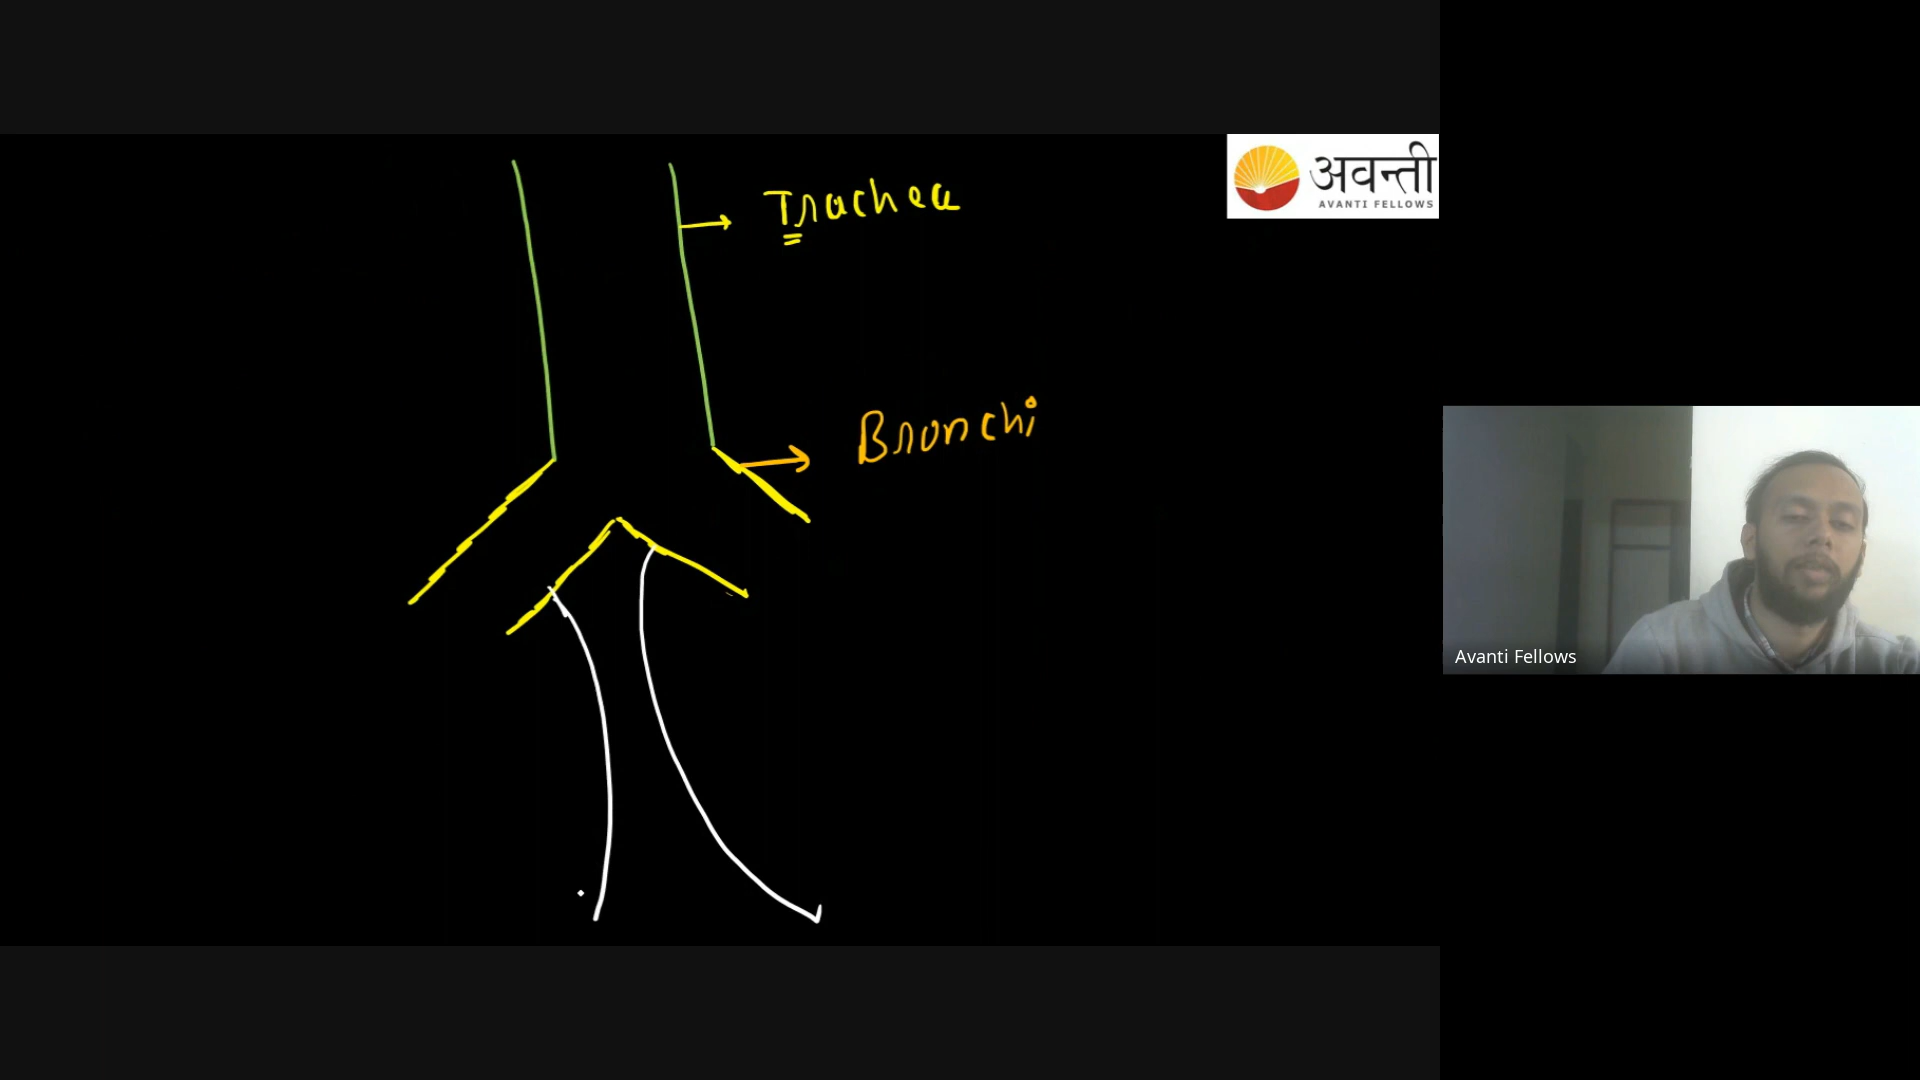 Trachea
अवन्ती
AVANTI FELLOWS
Bronchi
Avanti Fellows